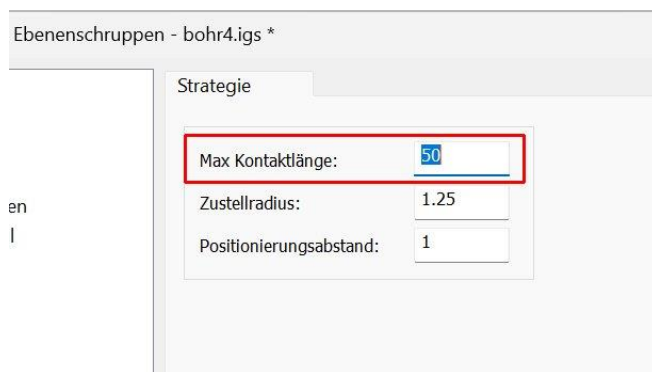 Ebenenschruppen - bohr4.igs *
Strategie
Max Kontaktlänge: 50
en
Zustellradius: 1.25
l
Positionierungsabstand: 1